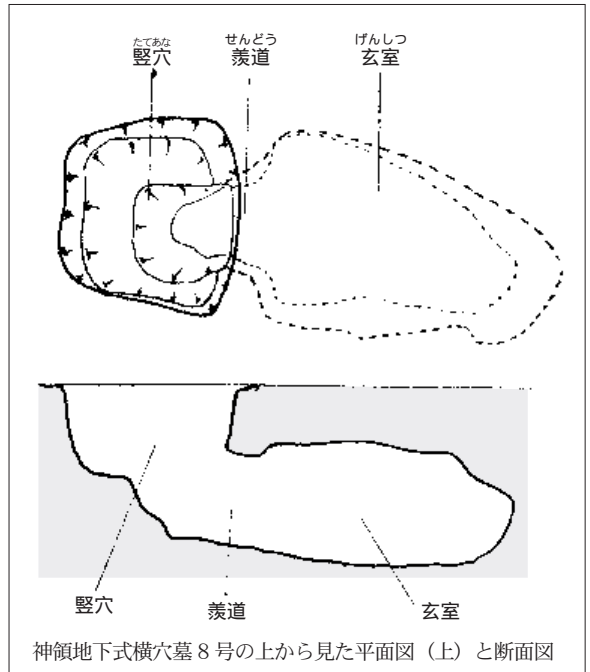 たてあな せんどう げんしつ
竪穴 羨道 玄室
竪穴 羨道 玄室
神領地下式横穴墓8号の上から見た平面図（上）と断面図